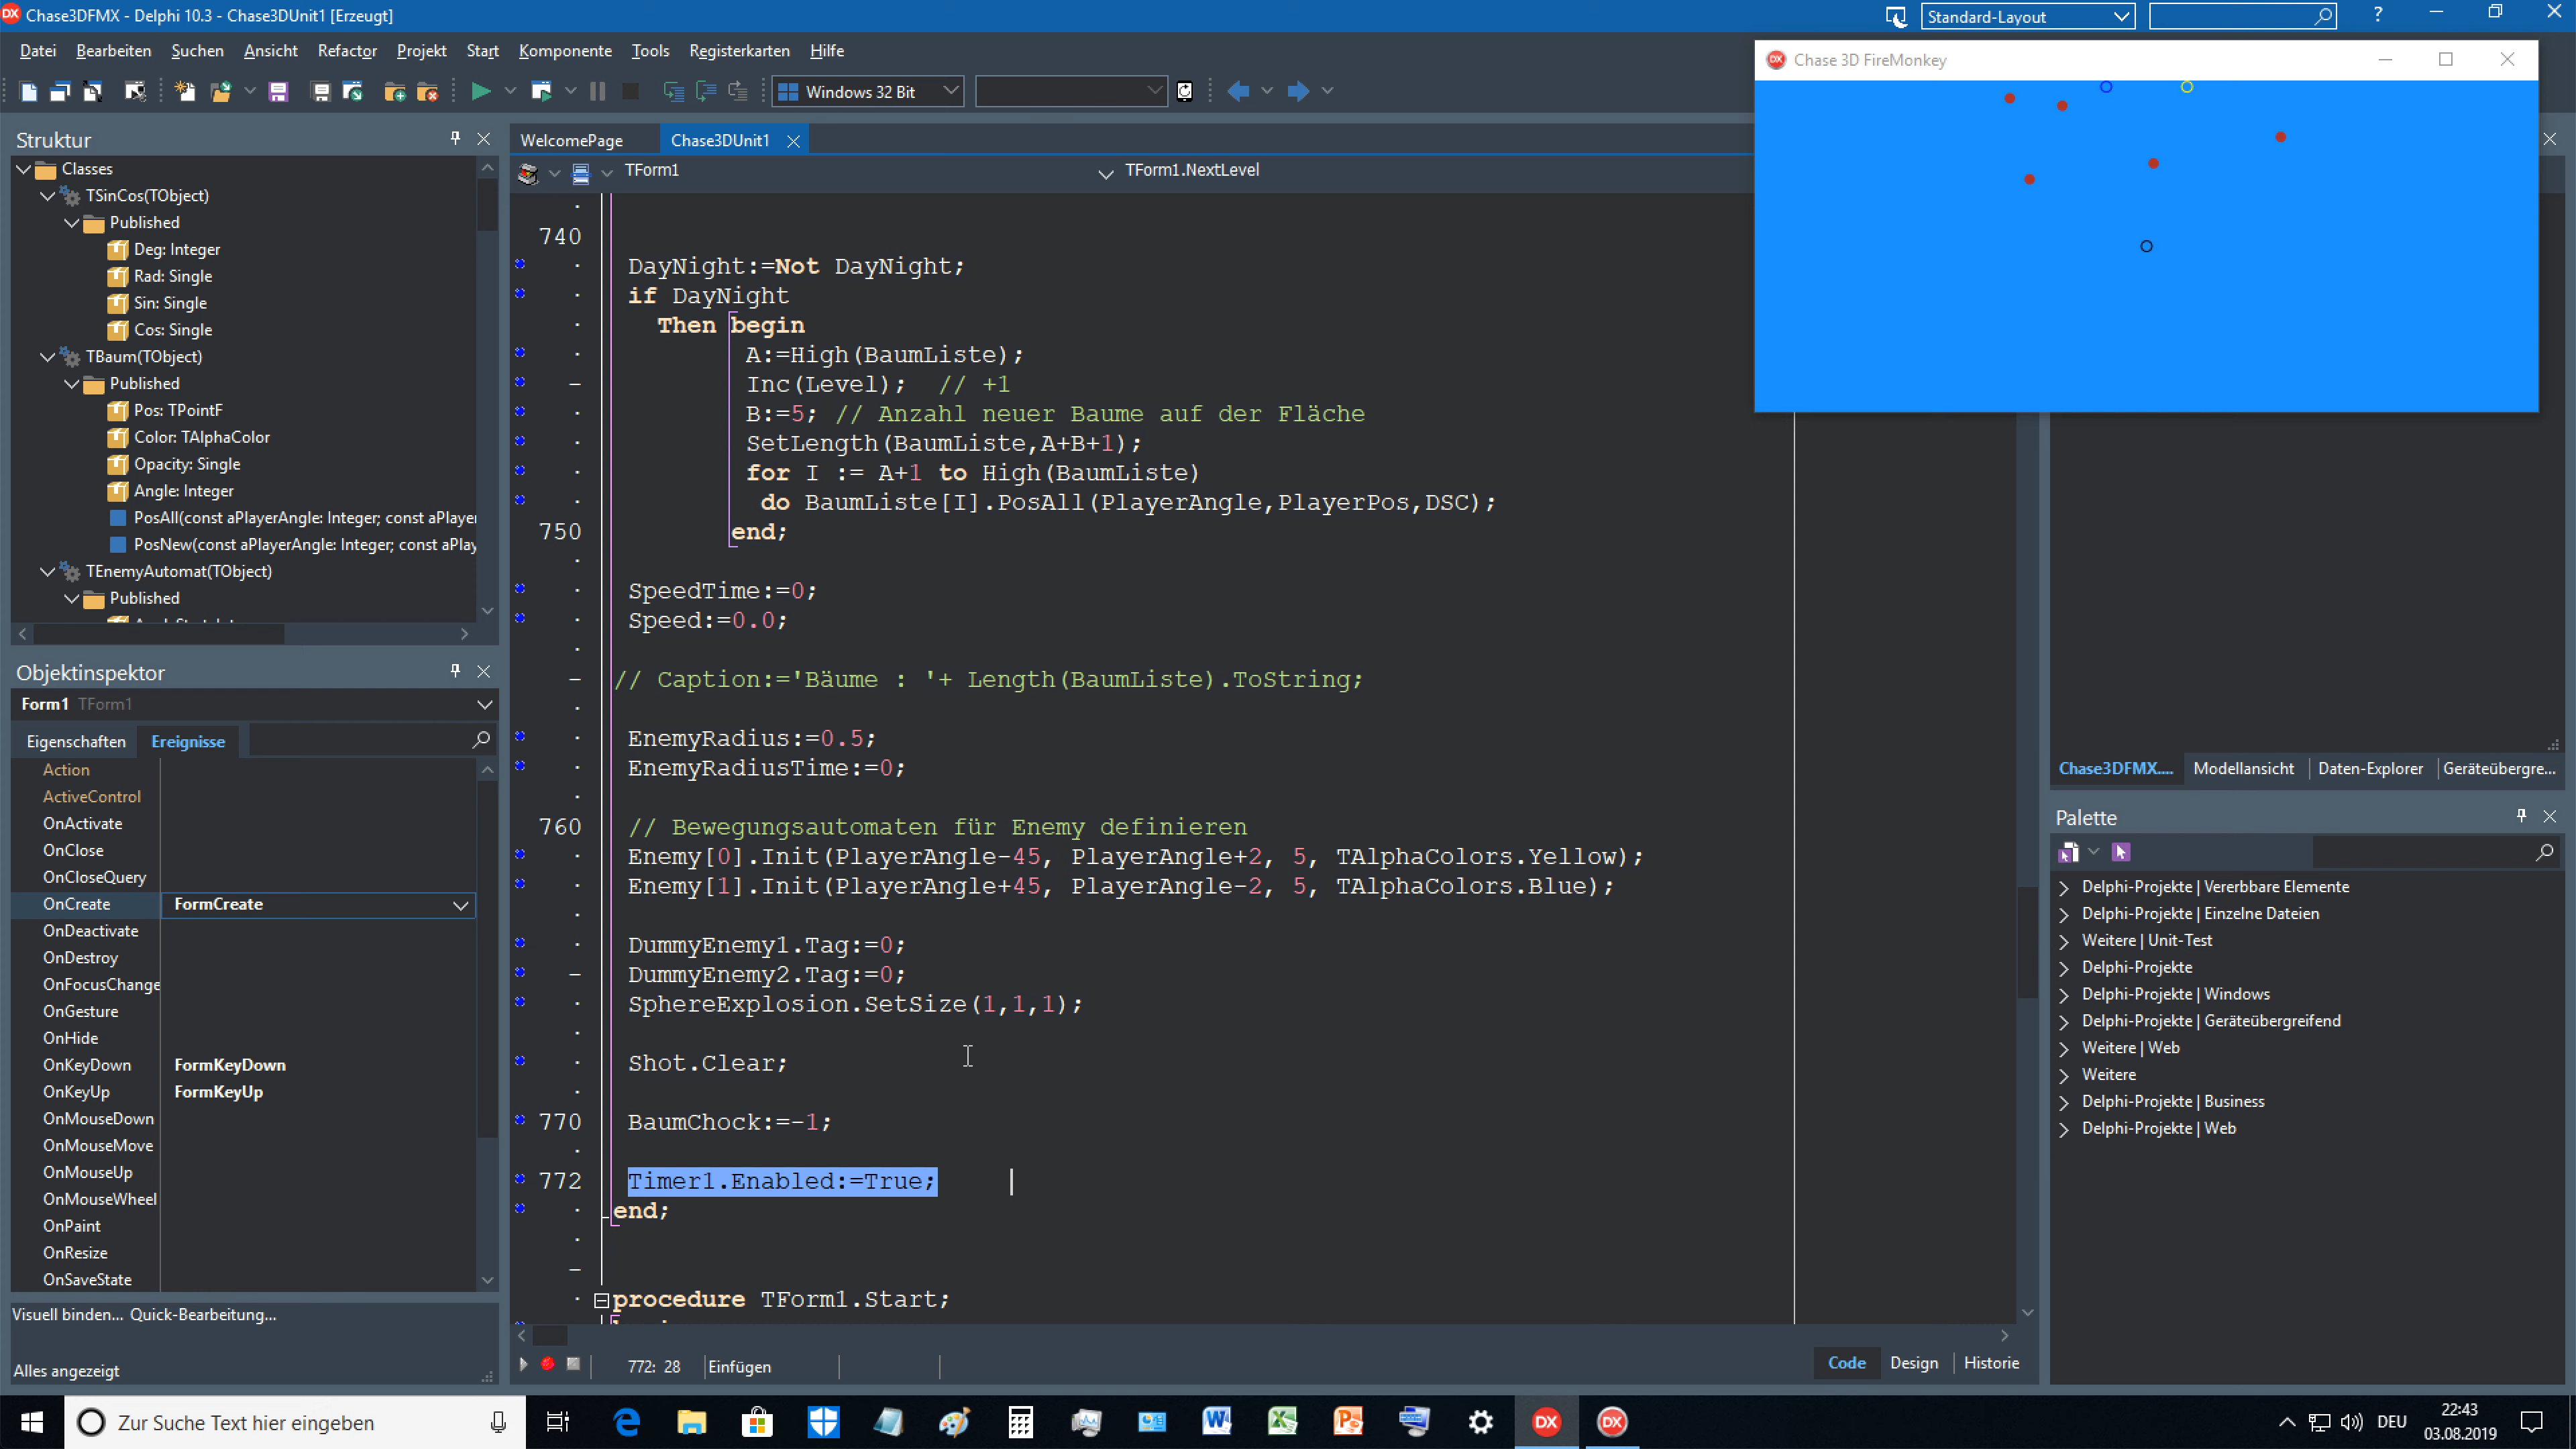 Chase3DFMX - Delphi 10.3 - Chase3DUnit1 [Erzeugt]
Standard-Layout
?
Datei Bearbeiten Suchen Ansicht Refactor Projekt Start Komponente Tools Registerkarten Hilfe
Windows 32 Bit
Chase 3D FireMonkey
Struktur
Classes
TSinCos(TObject)
Published
Deg: Integer
Rad: Single
Sin: Single
Cos: Single
TBaum(TObject)
Published
Pos: TPointF
Color: TAlphaColor
Opacity: Single
Angle: Integer
PosAll(const aPlayerAngle: Integer; const aPlayer
PosNew(const aPlayerAngle: Integer; const aPlay
TEnemyAutomat(TObject)
Published
Objektinspektor
Form1 TForm1
Eigenschaften Ereignisse
Action
ActiveControl
OnActivate
OnClose
OnCloseQuery
OnCreate FormCreate
OnDeactivate
OnDestroy
OnFocusChange
OnGesture
OnHide
OnKeyDown FormKeyDown
OnKeyUp FormKeyUp
OnMouseDown
OnMouseMove
OnMouseUp
OnMouseWheel
OnPaint
OnResize
OnSaveState
Visuell binden... Quick-Bearbeitung...
Alles angezeigt
WelcomePage Chase3DUnit1
TForm1 TForm1.NextLevel
740
DayNight:=Not DayNight;
if DayNight
Then begin
A:=High(BaumListe);
Inc(Level); // +1
B:=5; // Anzahl neuer Baume auf der Fläche
SetLength(BaumListe,A+B+1);
for I := A+1 to High(BaumListe)
do BaumListe[I].PosAll(PlayerAngle,PlayerPos,DSC);
750 end;
SpeedTime:=0;
Speed:=0.0;
// Caption:='Bäume : '+ Length(BaumListe).ToString;
EnemyRadius:=0.5;
EnemyRadiusTime:=0;
760 // Bewegungsautomaten für Enemy definieren
Enemy[0].Init(PlayerAngle-45, PlayerAngle+2, 5, TAlphaColors.Yellow);
Enemy[1].Init(PlayerAngle+45, PlayerAngle-2, 5, TAlphaColors.Blue);
DummyEnemy1.Tag:=0;
DummyEnemy2.Tag:=0;
SphereExplosion.SetSize(1,1,1);
Shot.Clear;
770 BaumChock:=-1;
772 Timer1.Enabled:=True;
end;
procedure TForm1.Start;
772: 28 Einfügen
Code Design Historie
Chase3DFMX.... Modellansicht Daten-Explorer Geräteübergre...
Palette
Delphi-Projekte | Vererbbare Elemente
Delphi-Projekte | Einzelne Dateien
Weitere | Unit-Test
Delphi-Projekte
Delphi-Projekte | Windows
Delphi-Projekte | Geräteübergreifend
Weitere | Web
Weitere
Delphi-Projekte | Business
Delphi-Projekte | Web
Zur Suche Text hier eingeben
DEU
22:43
03.08.2019